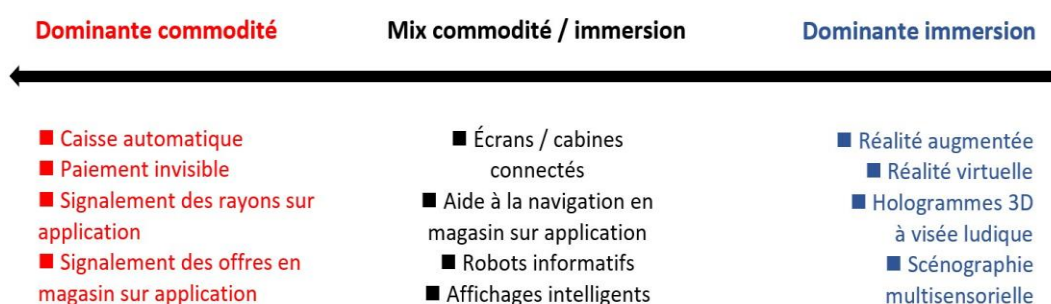 Dominante commodité
Mix commodité / immersion
Dominante immersion
■ Caisse automatique
■ Paiement invisible
■ Signalement des rayons sur
application
■ Signalement des offres en
magasin sur application
■ Écrans / cabines
connectés
■ Aide à la navigation en
magasin sur application
■ Robots informatifs
■ Affichages intelligents
■ Réalité augmentée
■ Réalité virtuelle
■ Hologrammes 3D
à visée ludique
■ Scénographie
multisensorielle